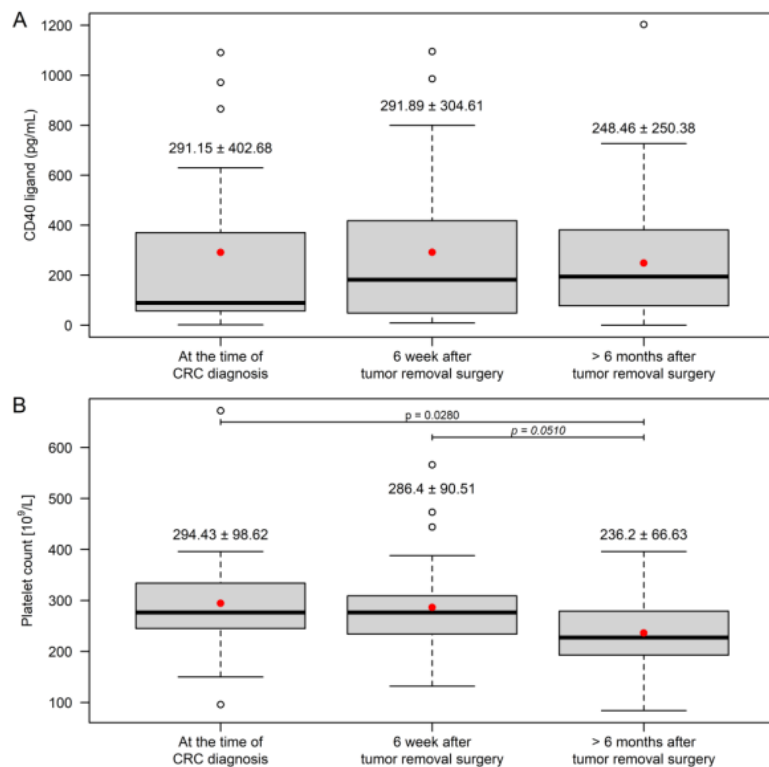 A
1200
1000
800
600
400
200
0
CD40 ligand (pg/mL)
291.15 ± 402.68
291.89 ± 304.61
248.46 ± 250.38
At the time of
CRC diagnosis
6 week after
tumor removal surgery
> 6 months after
tumor removal surgery
B
600
500
400
300
200
100
Platelet count [10⁹/L]
p = 0.0280
p = 0.0510
294.43 ± 98.62
286.4 ± 90.51
236.2 ± 66.63
At the time of
CRC diagnosis
6 week after
tumor removal surgery
> 6 months after
tumor removal surgery